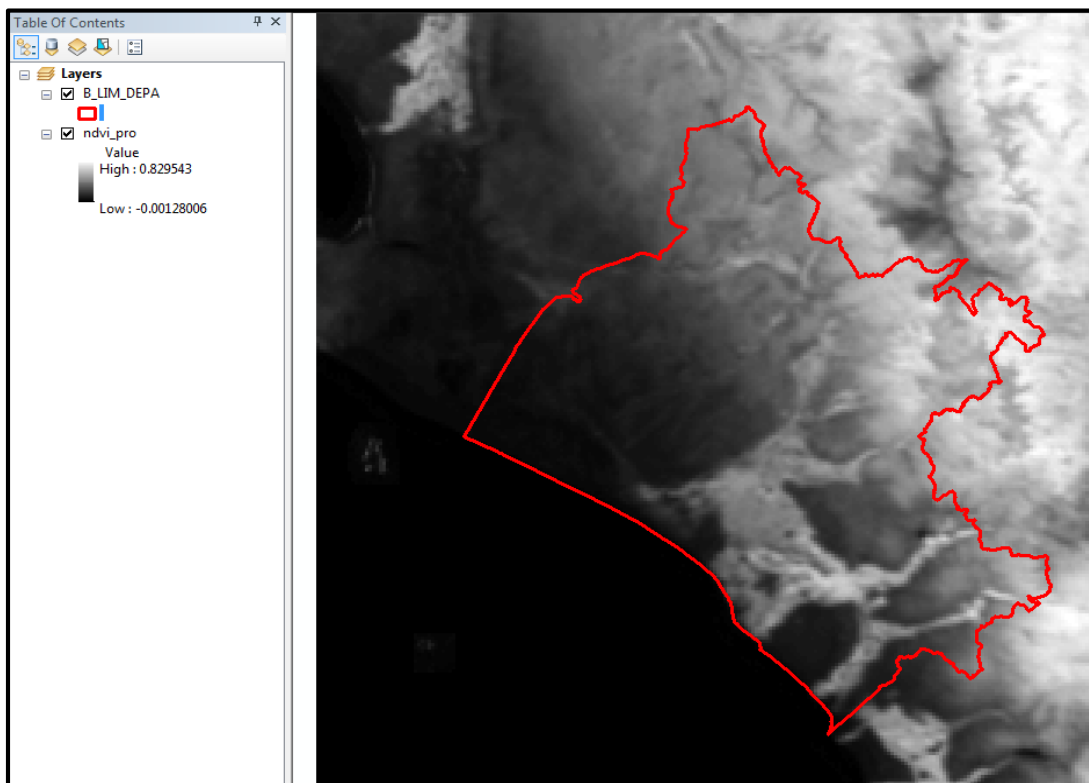 Table Of Contents
Layers
B_LIM_DEPA
ndvi_pro
Value
High : 0.829543
Low : -0.00128006